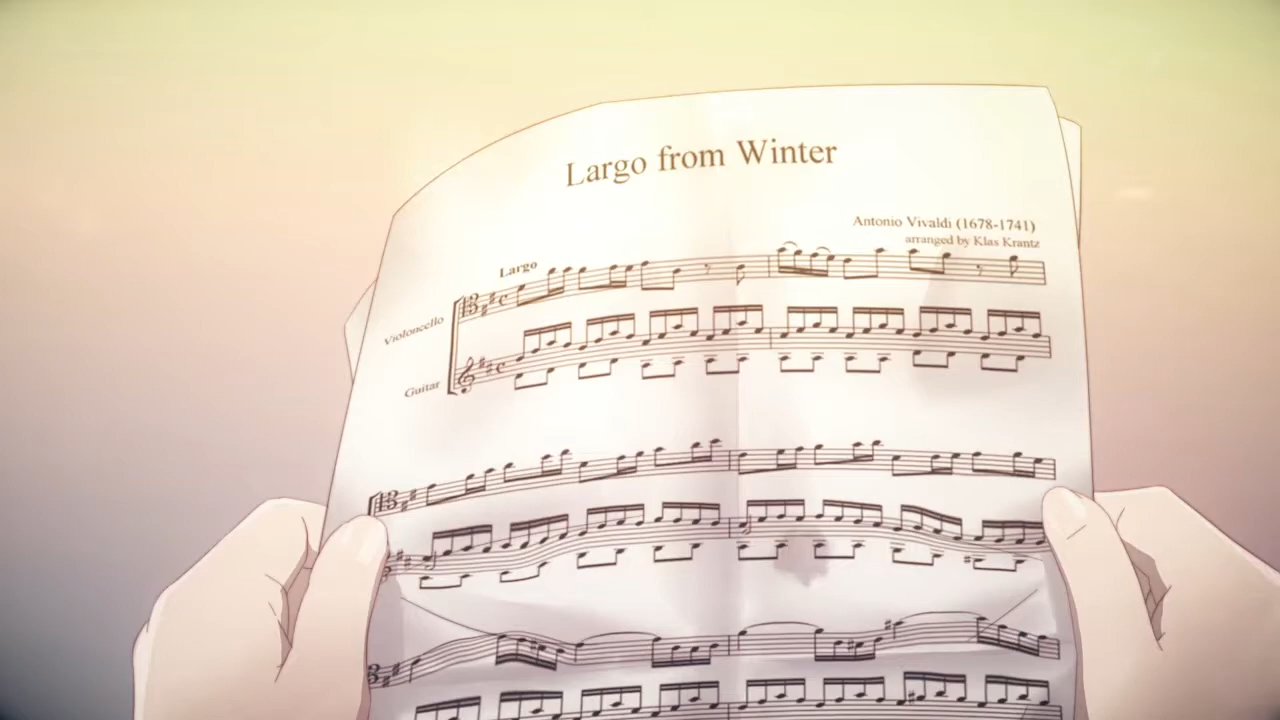 Largo from Winter
Antonio Vivaldi (1678-1741)
arranged by Klas Krantz
Largo
Violoncello
Guitar